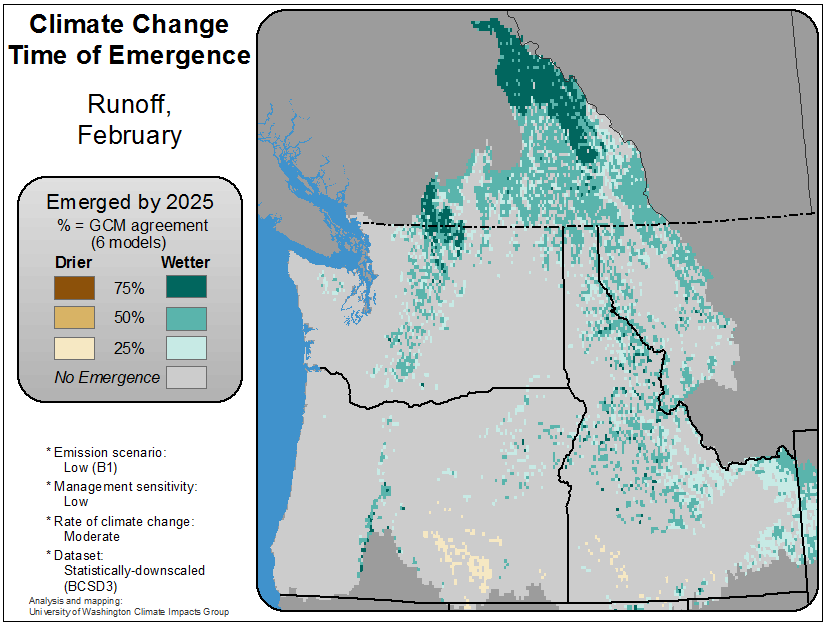 Climate Change
Time of Emergence
Runoff,
February
Emerged by 2025
% = GCM agreement
(6 models)
Drier Wetter
75%
50%
25%
No Emergence
* Emission scenario:
Low (B1)
* Management sensitivity:
Low
* Rate of climate change:
Moderate
* Dataset:
Statistically-downscaled
(BCSD3)
Analysis and mapping:
University of Washington Climate Impacts Group